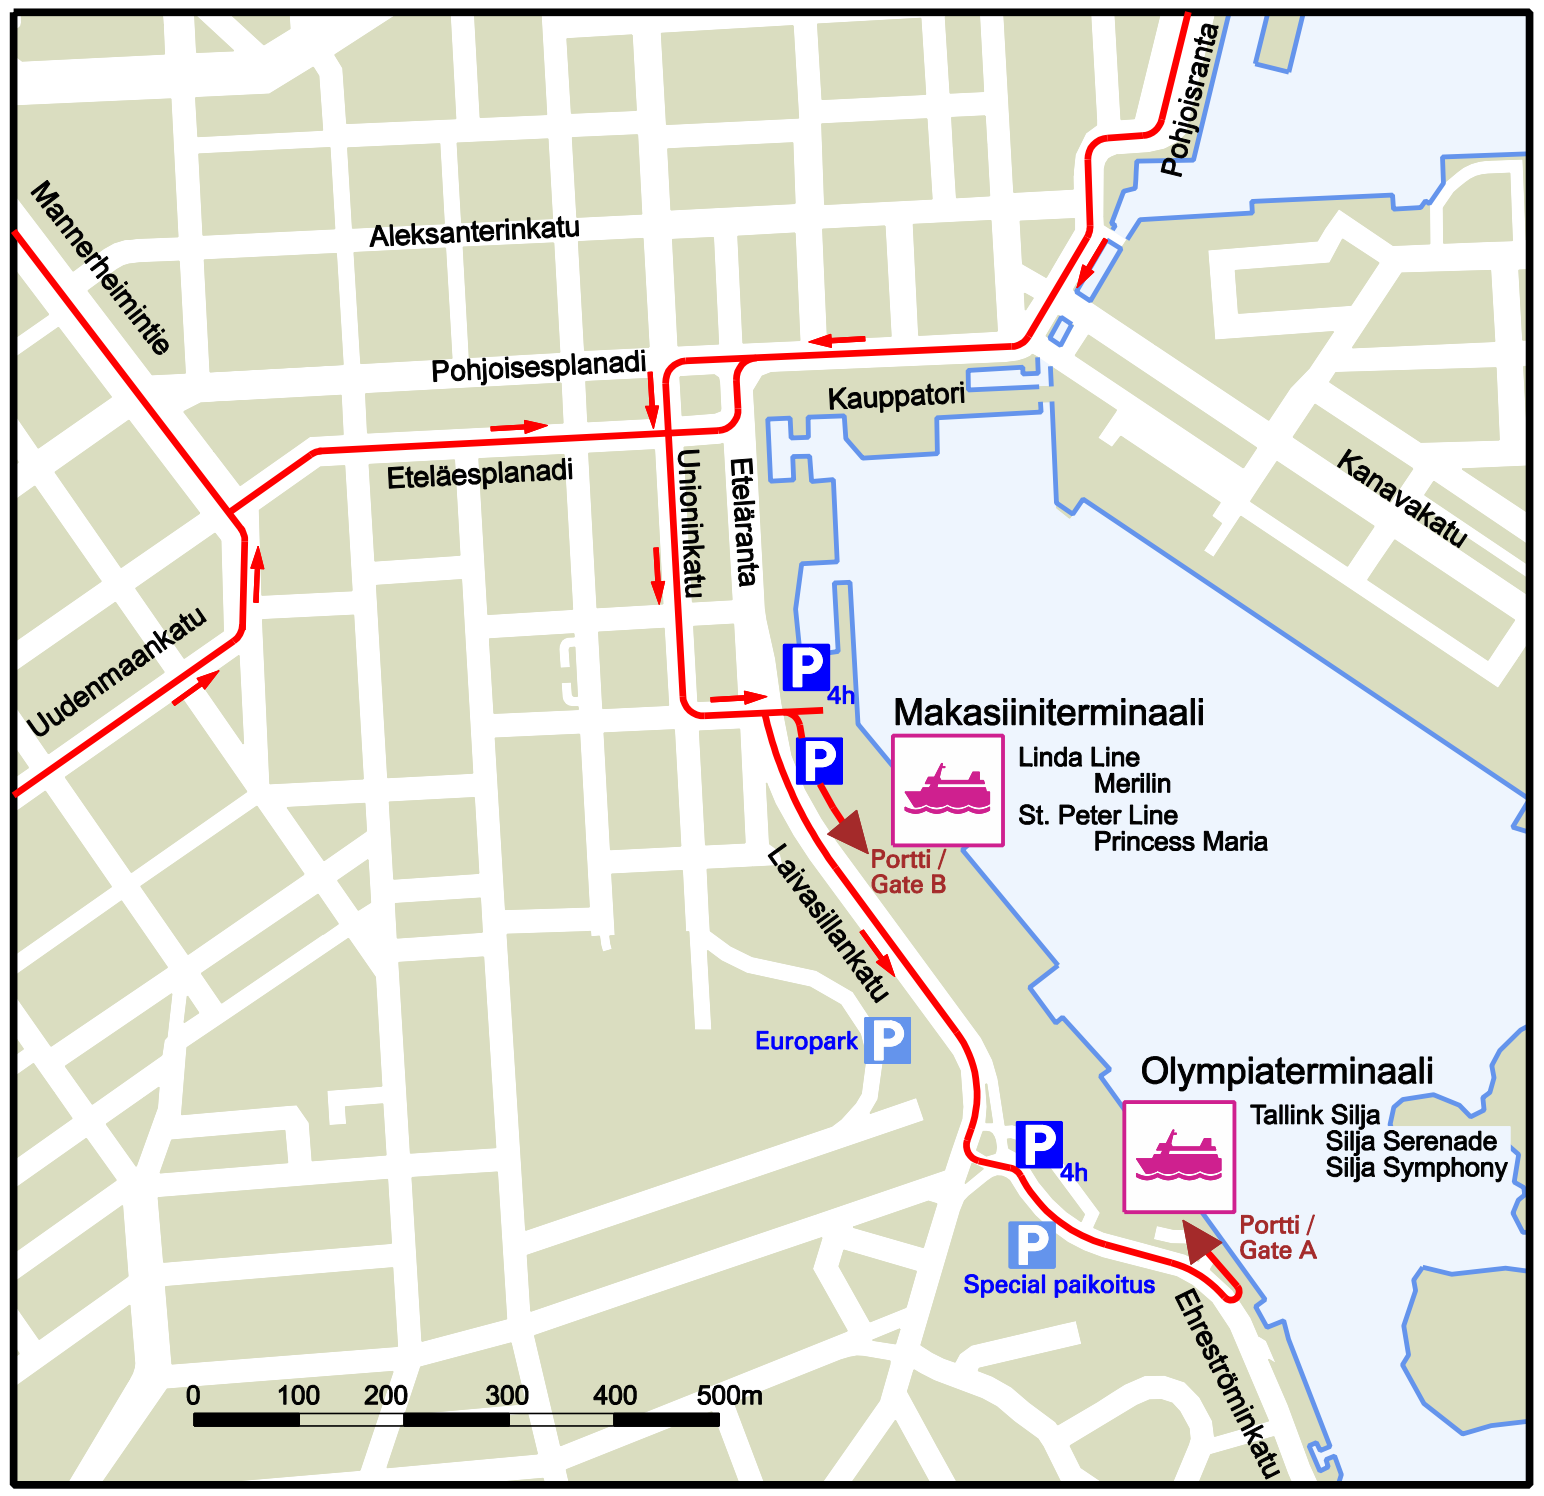 Pohjoisranta
Mannerheimintie
Aleksanterinkatu
Pohjoisesplanadi
Kauppatori
Eteläesplanadi
Unioninkatu
Eteläranta
Kanavakatu
Uudenmaankatu
P
4h
Makasiiniterminaali
Linda Line
Merilin
St. Peter Line
Princess Maria
P
Portti /
Gate B
Laivasillankatu
Europark
P
Olympiaterminaali
Tallink Silja
Silja Serenade
Silja Symphony
P
4h
P
Special paikoitus
Portti /
Gate A
Ehreströminkatu
0 100 200 300 400 500m